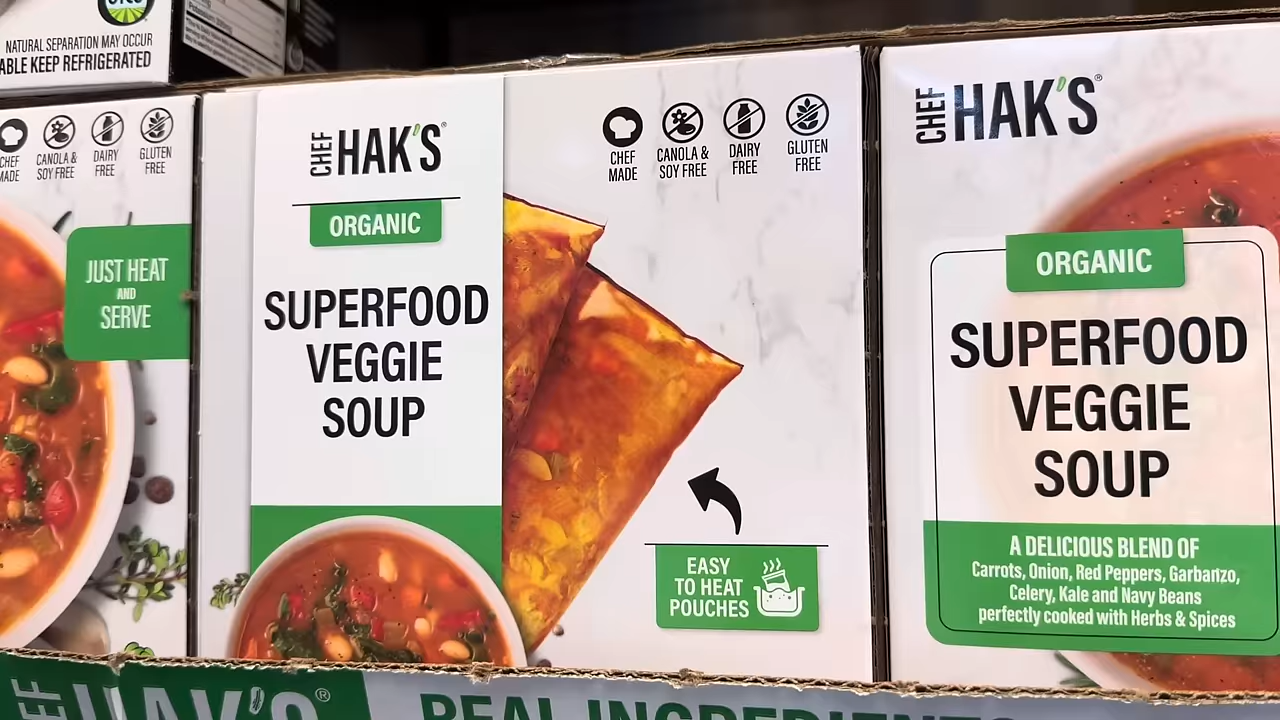 NATURAL SEPARATION MAY OCCUR
ABLE KEEP REFRIGERATED
CHEF
MADE
CANOLA &
SOY FREE
DAIRY
FREE
GLUTEN
FREE
JUST HEAT
AND
SERVE
CHEF HAK'S®
ORGANIC
SUPERFOOD
VEGGIE
SOUP
CHEF
MADE
CANOLA &
SOY FREE
DAIRY
FREE
GLUTEN
FREE
EASY
TO HEAT
POUCHES
CHEF HAK'S®
ORGANIC
SUPERFOOD
VEGGIE
SOUP
A DELICIOUS BLEND OF
Carrots, Onion, Red Peppers, Garbanzo,
Celery, Kale and Navy Beans
perfectly cooked with Herbs & Spices
CHEF HAK'S®
REAL INGREDIENTS